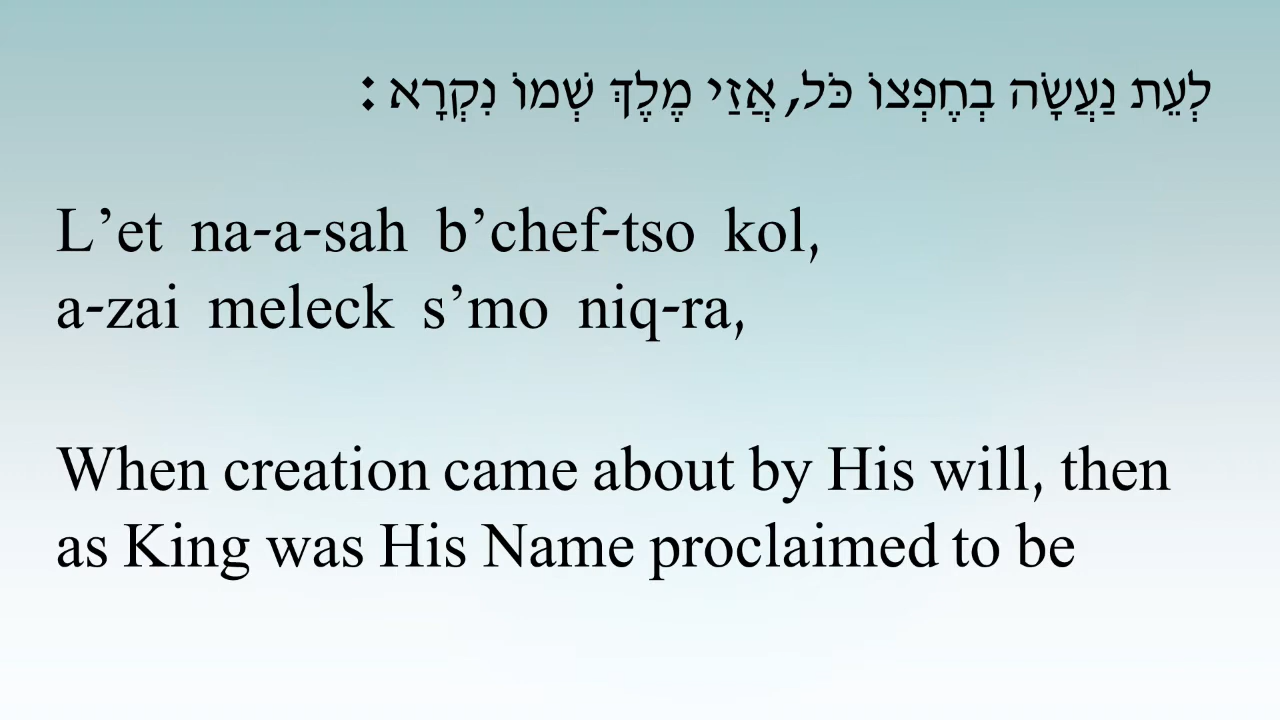 לְעֵת נַעֲשָׂה בְחֶפְצוֹ כֹּל, אֲזַי מֶלֶךְ שְׁמוֹ נִקְרָא:
L’et na-a-sah b’chef-tso kol,
a-zai meleck s’mo niq-ra,
When creation came about by His will, then
as King was His Name proclaimed to be